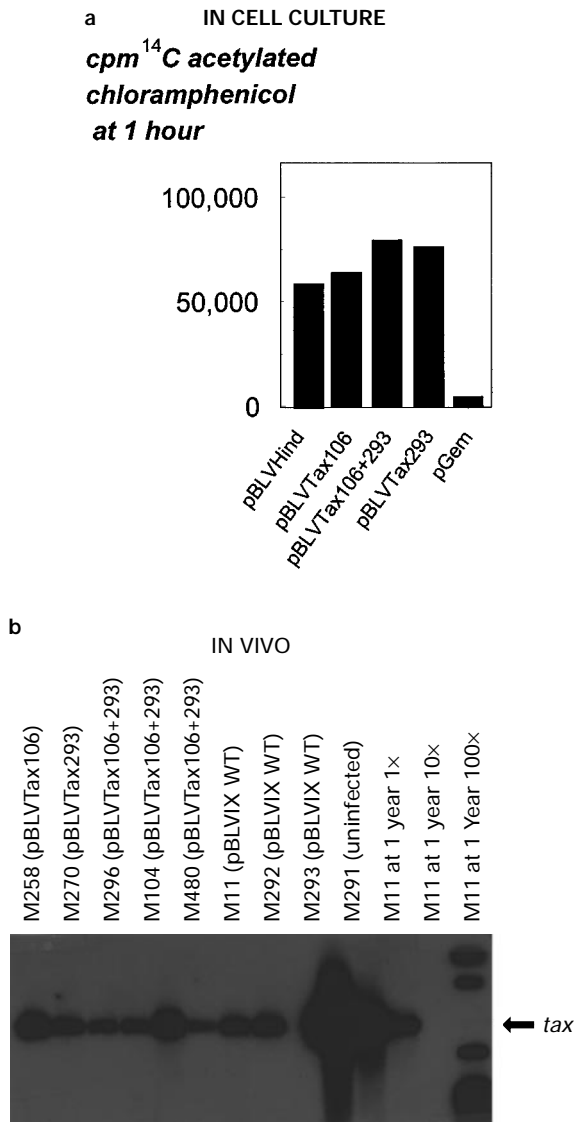 a IN CELL CULTURE
cpm ¹⁴C acetylated
chloramphenicol
at 1 hour
100,000
50,000
0
pBLVHind
pBLVTax106
pBLVTax106+293
pBLVTax293
pGem
b
IN VIVO
M258 (pBLVTax106)
M270 (pBLVTax293)
M296 (pBLVTax106+293)
M104 (pBLVTax106+293)
M480 (pBLVTax106+293)
M11 (pBLVIX WT)
M292 (pBLVIX WT)
M293 (pBLVIX WT)
M291 (uninfected)
M11 at 1 year 1×
M11 at 1 year 10×
M11 at 1 Year 100×
tax